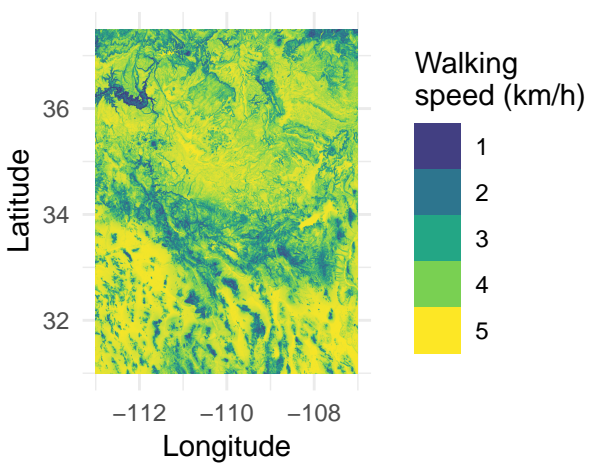 Walking
speed (km/h)
1
2
3
4
5
36
34
32
Latitude
−112
−110
−108
Longitude